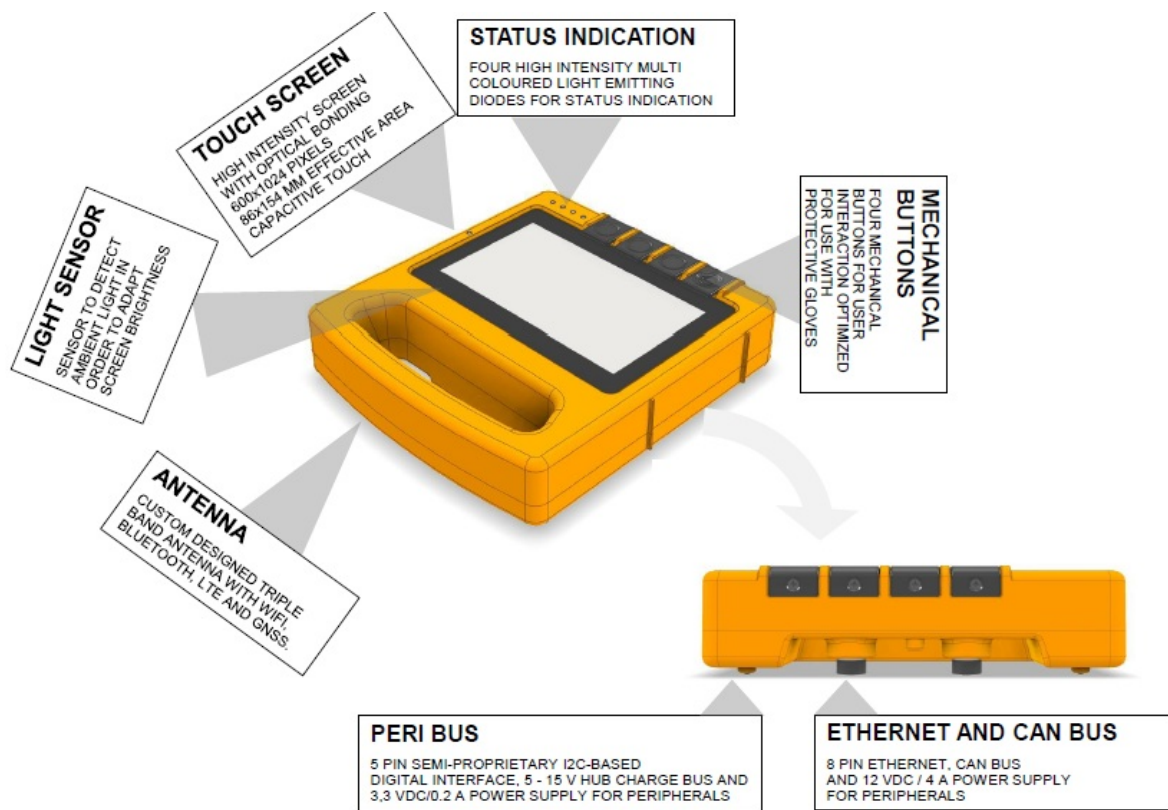 STATUS INDICATION
FOUR HIGH INTENSITY MULTI
COLOURED LIGHT EMITTING
DIODES FOR STATUS INDICATION
TOUCH SCREEN
HIGH INTENSITY SCREEN
WITH OPTICAL BONDING
600x1024 PIXELS
86x154 MM EFFECTIVE AREA
CAPACITIVE TOUCH
MECHANICAL
BUTTONS
FOUR MECHANICAL
BUTTONS FOR USER
INTERACTION OPTIMIZED
FOR USE WITH
PROTECTIVE GLOVES
LIGHT SENSOR
SENSOR TO DETECT
AMBIENT LIGHT IN
ORDER TO ADAPT
SCREEN BRIGHTNESS
ANTENNA
CUSTOM DESIGNED TRIPLE
BAND ANTENNA WITH WIFI,
BLUETOOTH, LTE AND GNSS.
PERI BUS
5 PIN SEMI-PROPRIETARY I2C-BASED
DIGITAL INTERFACE, 5 - 15 V HUB CHARGE BUS AND
3,3 VDC/0.2 A POWER SUPPLY FOR PERIPHERALS
ETHERNET AND CAN BUS
8 PIN ETHERNET, CAN BUS
AND 12 VDC / 4 A POWER SUPPLY
FOR PERIPHERALS